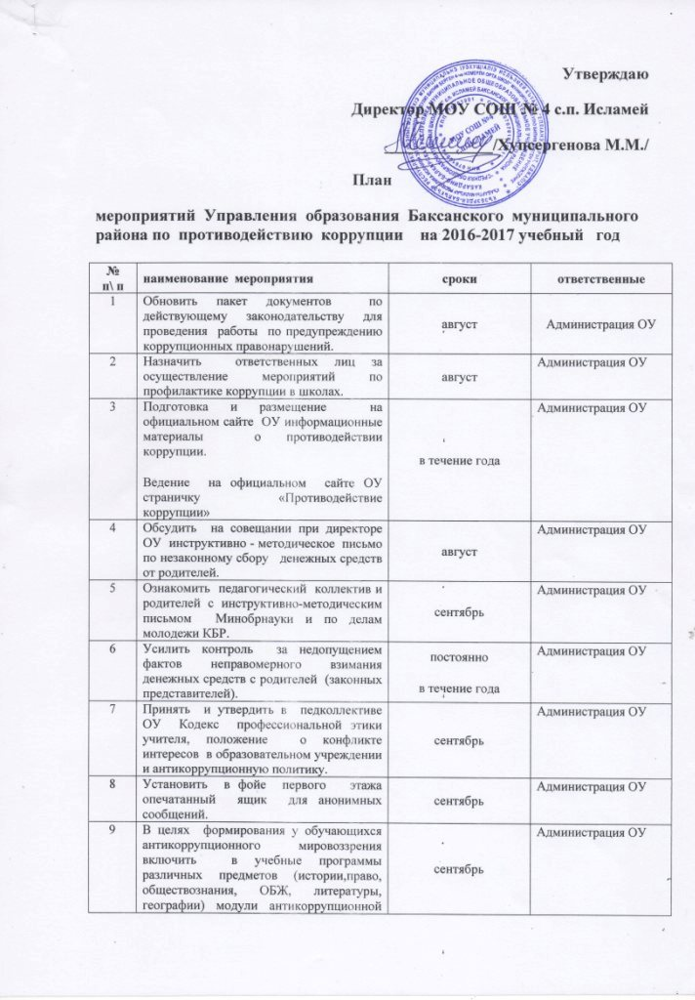 Утверждаю
Директор МОУ СОШ № 4 с.п. Исламей
/Хупсергенова М.М./
МОУ СОШ №4
План
мероприятий Управления образования Баксанского муниципального
района по противодействию коррупции на 2016-2017 учебный год
№
п\ п
наименование мероприятия
сроки
ответственные
1
Обновить пакет документов по
действующему законодательству для
проведения работы по предупреждению
коррупционных правонарушений.
август
Администрация ОУ
2
Назначить ответственных лиц за
осуществление мероприятий по
профилактике коррупции в школах.
август
Администрация ОУ
3
Подготовка и размещение на
официальном сайте ОУ информационные
материалы о противодействии
коррупции.
Ведение на официальном сайте ОУ
страничку «Противодействие
коррупции»
в течение года
Администрация ОУ
4
Обсудить на совещании при директоре
ОУ инструктивно - методическое письмо
по незаконному сбору денежных средств
от родителей.
август
Администрация ОУ
5
Ознакомить педагогический коллектив и
родителей с инструктивно-методическим
письмом Минобрнауки и по делам
молодежи КБР.
сентябрь
Администрация ОУ
6
Усилить контроль за недопущением
фактов неправомерного взимания
денежных средств с родителей (законных
представителей).
постоянно
в течение года
Администрация ОУ
7
Принять и утвердить в педколлективе
ОУ Кодекс профессиональной этики
учителя, положение о конфликте
интересов в образовательном учреждении
и антикоррупционную политику.
сентябрь
Администрация ОУ
8
Установить в фойе первого этажа
опечатанный ящик для анонимных
сообщений.
сентябрь
Администрация ОУ
9
В целях формирования у обучающихся
антикоррупционного мировоззрения
включить в учебные программы
различных предметов (истории,право,
обществознания, ОБЖ, литературы,
географии) модули антикоррупционной
сентябрь
Администрация ОУ